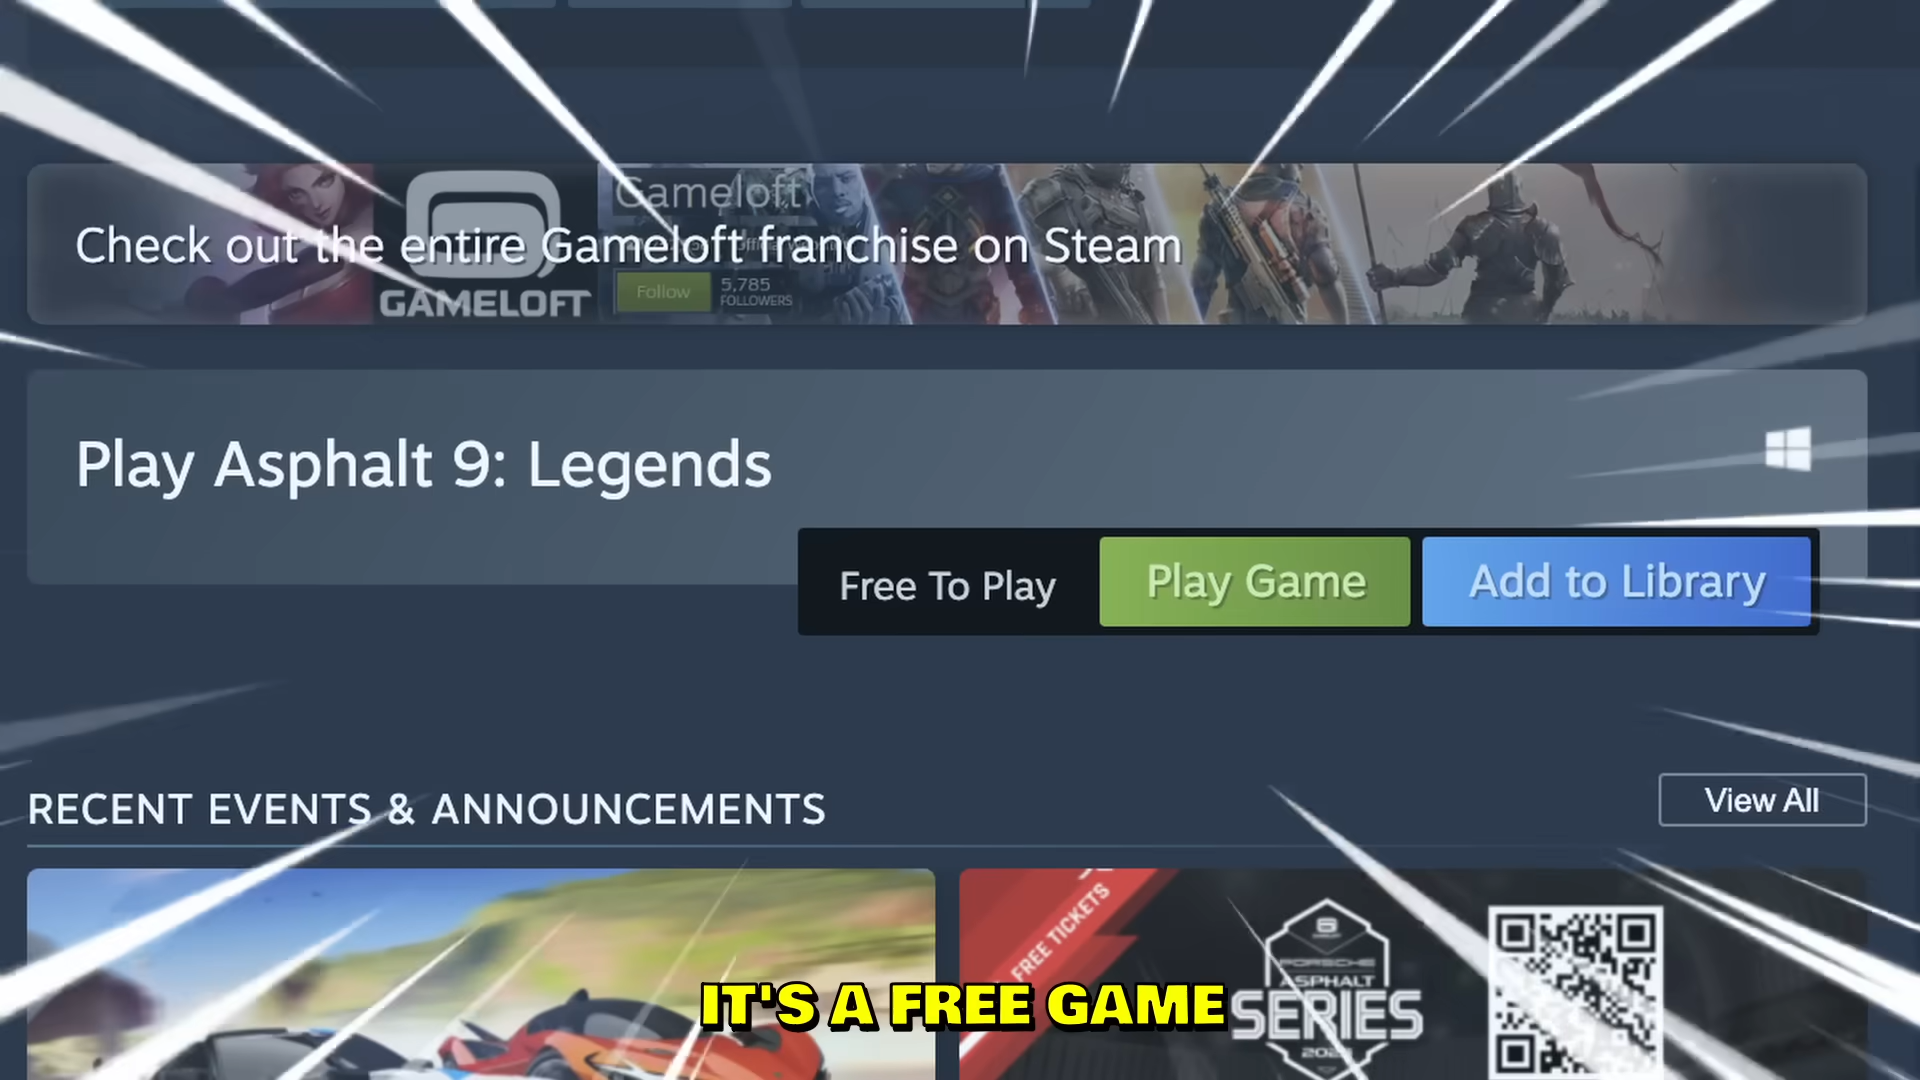 Gameloft
Check out the entire Gameloft franchise on Steam
GAMELOFT
Follow
5,785
FOLLOWERS
Play Asphalt 9: Legends
Free To Play
Play Game
Add to Library
RECENT EVENTS & ANNOUNCEMENTS
View All
FREE TICKETS
PORSCHE
ASPHALT
SERIES
IT'S A FREE GAME